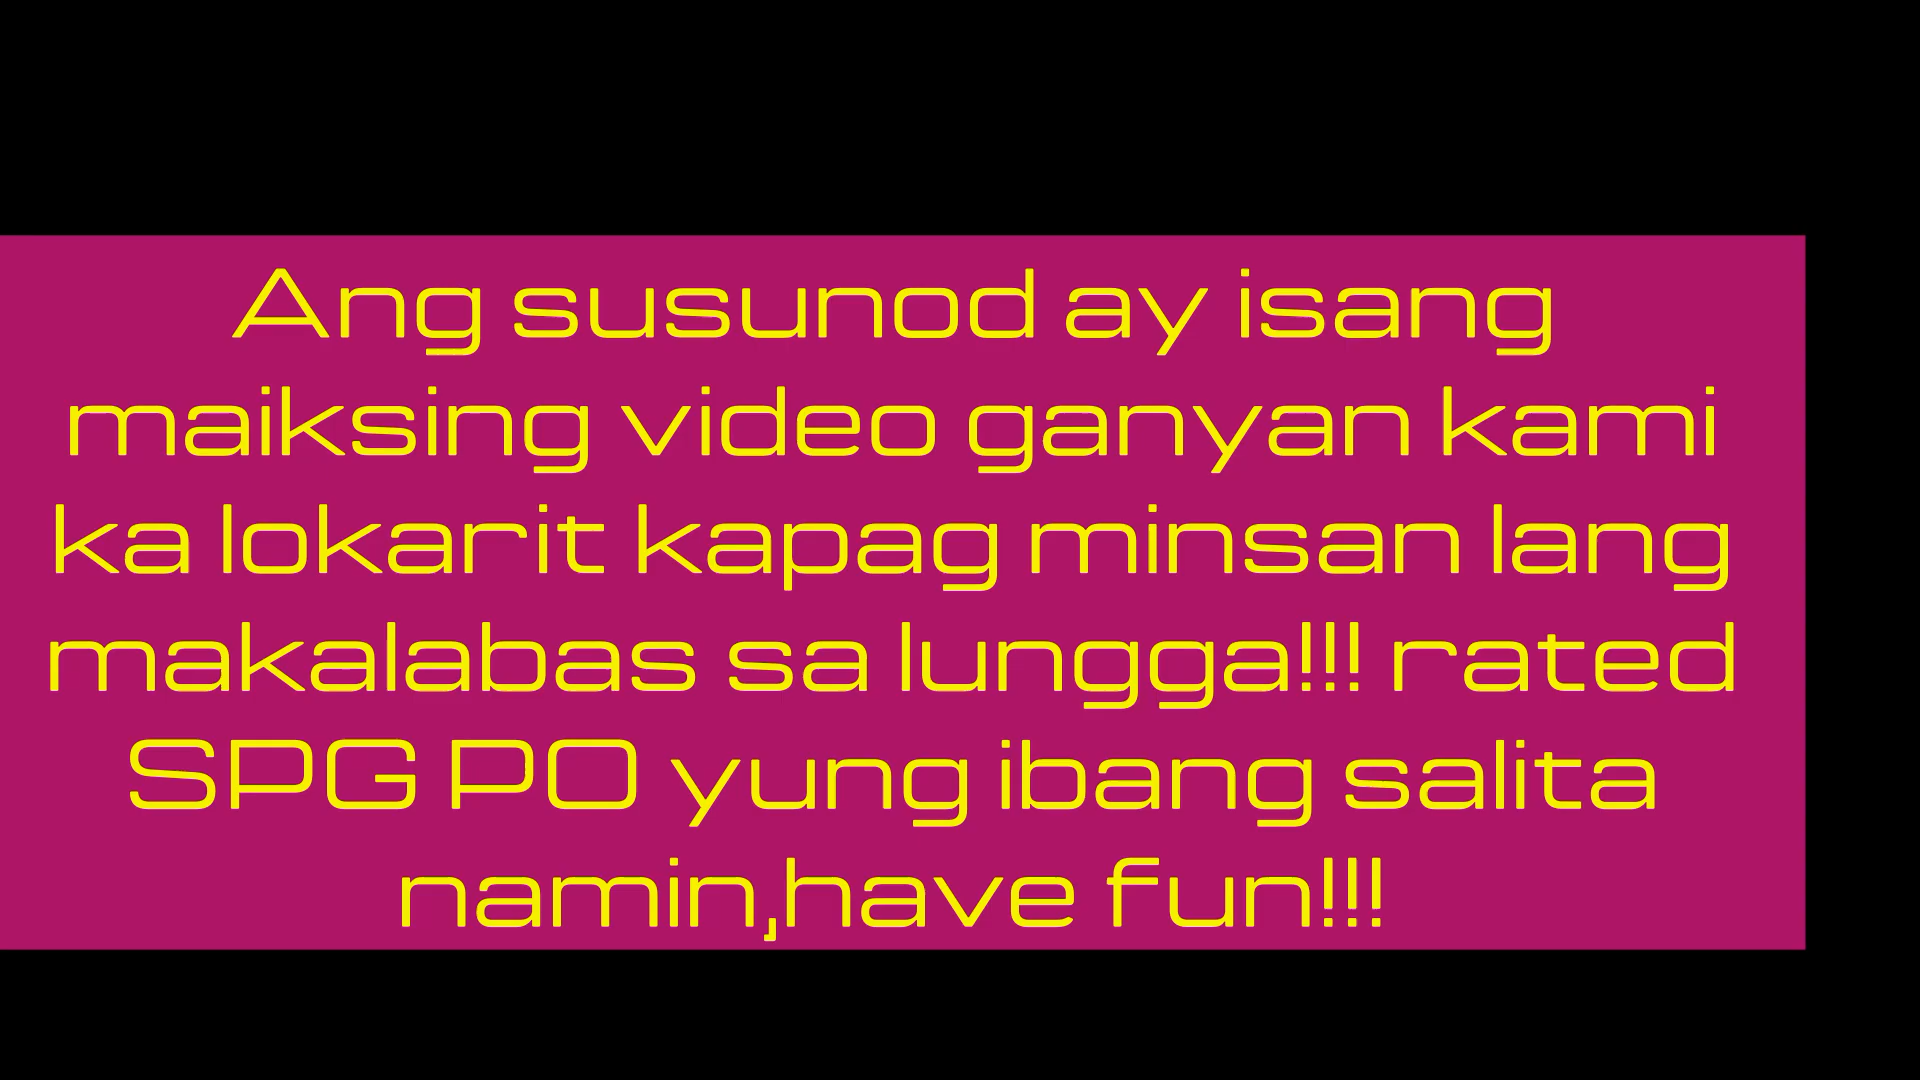 Ang susunod ay isang
maiksing video ganyan kami
ka lokarit kapag minsan lang
makalabas sa lungga!!! rated
SPG PO yung ibang salita
namin,have fun!!!